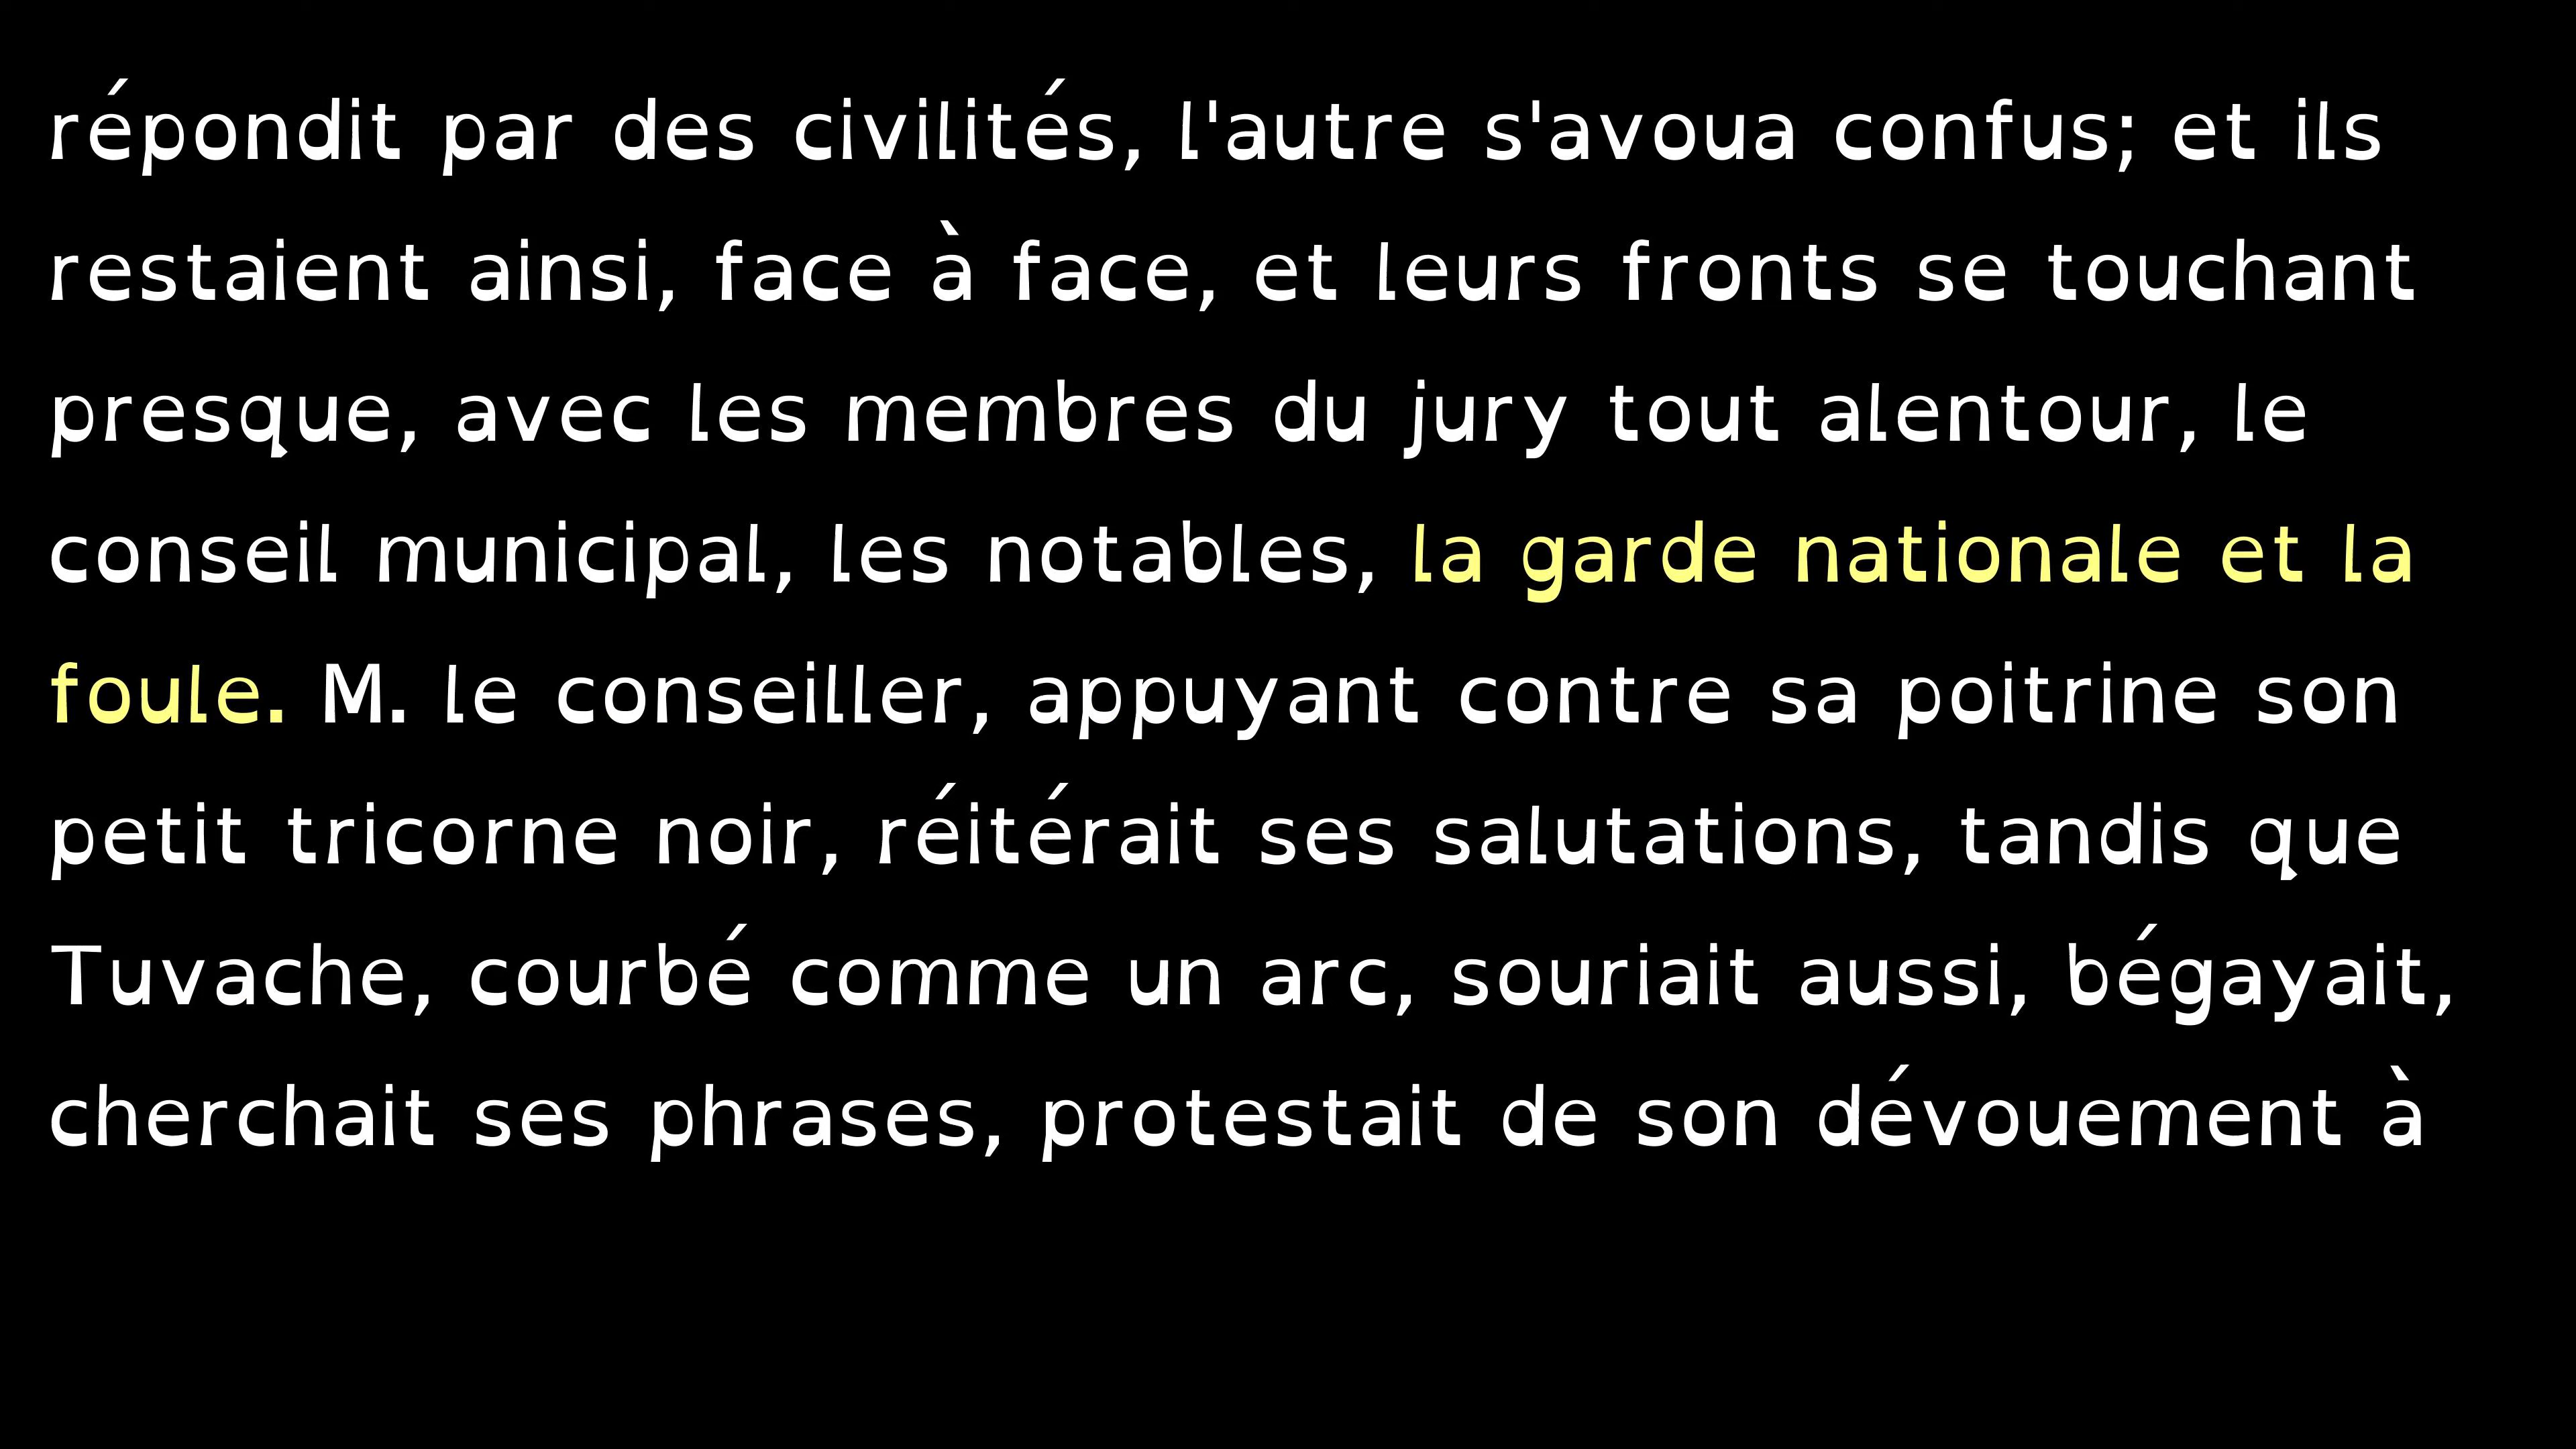 répondit par des civilités, l'autre s'avoua confus; et ils
restaient ainsi, face à face, et leurs fronts se touchant
presque, avec les membres du jury tout alentour, le
conseil municipal, les notables, la garde nationale et la
foule. M. le conseiller, appuyant contre sa poitrine son
petit tricorne noir, réitérait ses salutations, tandis que
Tuvache, courbé comme un arc, souriait aussi, bégayait,
cherchait ses phrases, protestait de son dévouement à